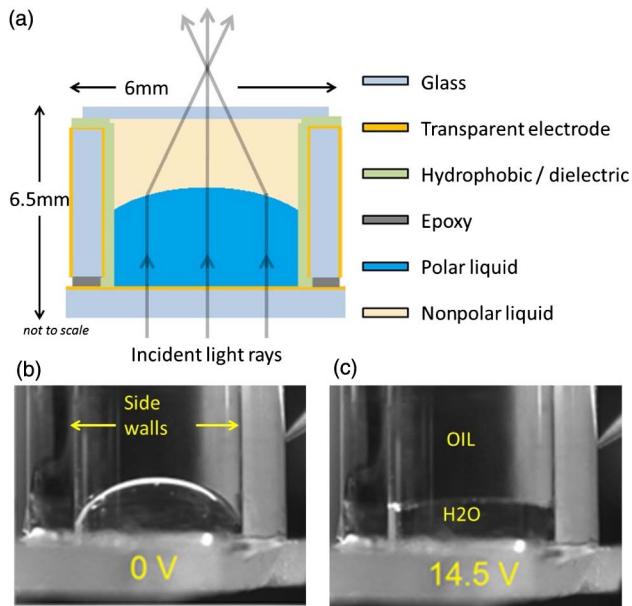 (a)
6mm
6.5mm
not to scale
Incident light rays
Glass
Transparent electrode
Hydrophobic / dielectric
Epoxy
Polar liquid
Nonpolar liquid
(b)
Side
walls
0 V
(c)
OIL
H2O
14.5 V